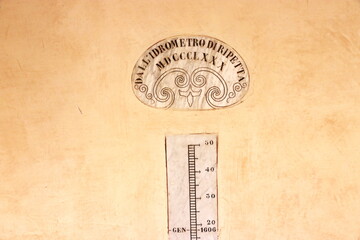 DALL'IDROMETRO DI RIPETTA
MDCCCLXXX
50
40
30
20
GEN 1606